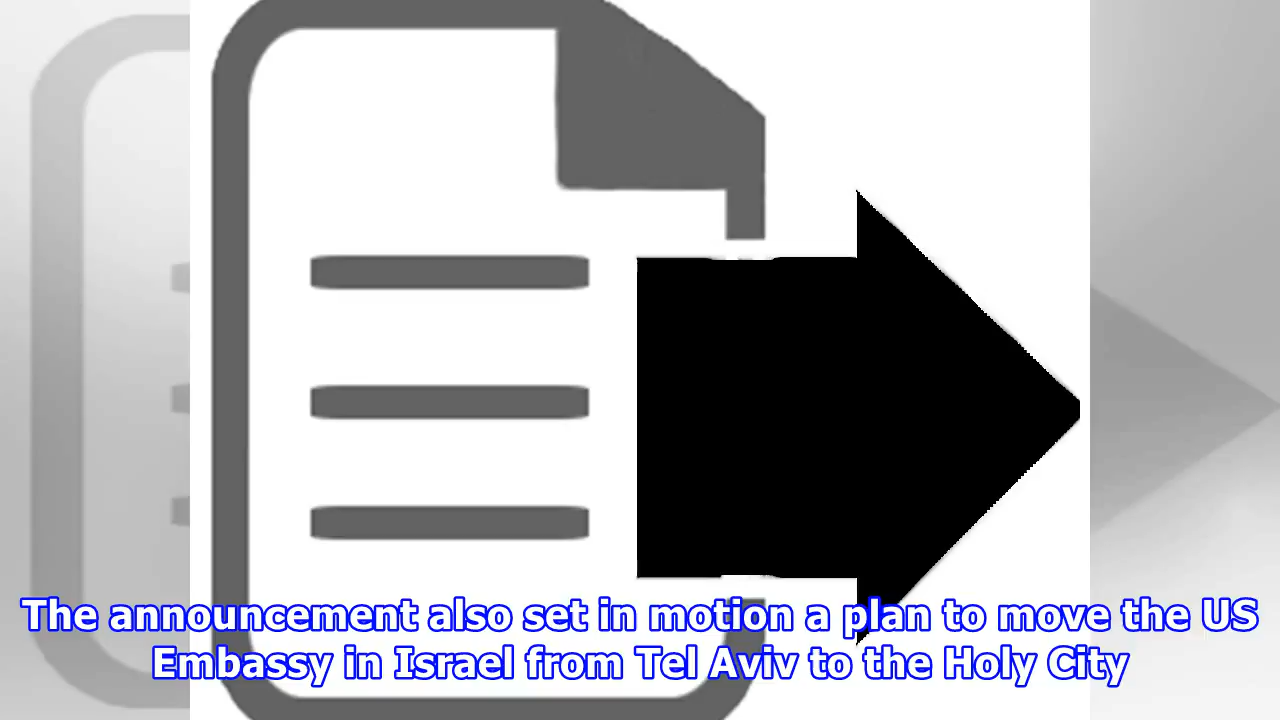 The announcement also set in motion a plan to move the US
Embassy in Israel from Tel Aviv to the Holy City